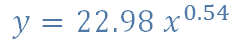 y = 22.98 x^0.54